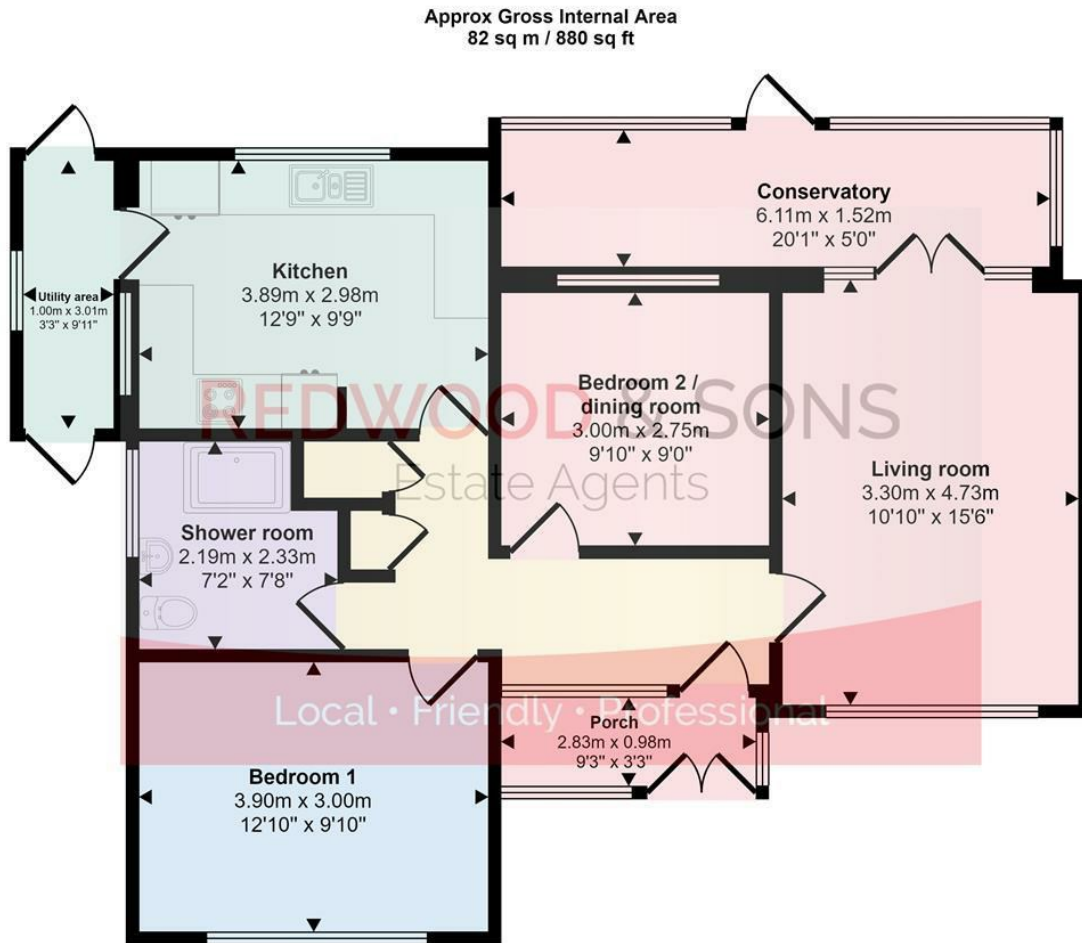 Approx Gross Internal Area
82 sq m / 880 sq ft
Conservatory
6.11m x 1.52m
20'1" x 5'0"
Kitchen
3.89m x 2.98m
12'9" x 9'9"
Utility area
1.00m x 3.01m
3'3" x 9'11"
Bedroom 2 /
dining room
3.00m x 2.75m
9'10" x 9'0"
REDWOOD & SONS
Estate Agents
Living room
3.30m x 4.73m
10'10" x 15'6"
Shower room
2.19m x 2.33m
7'2" x 7'8"
Local • Friendly • Professional
Porch
2.83m x 0.98m
9'3" x 3'3"
Bedroom 1
3.90m x 3.00m
12'10" x 9'10"